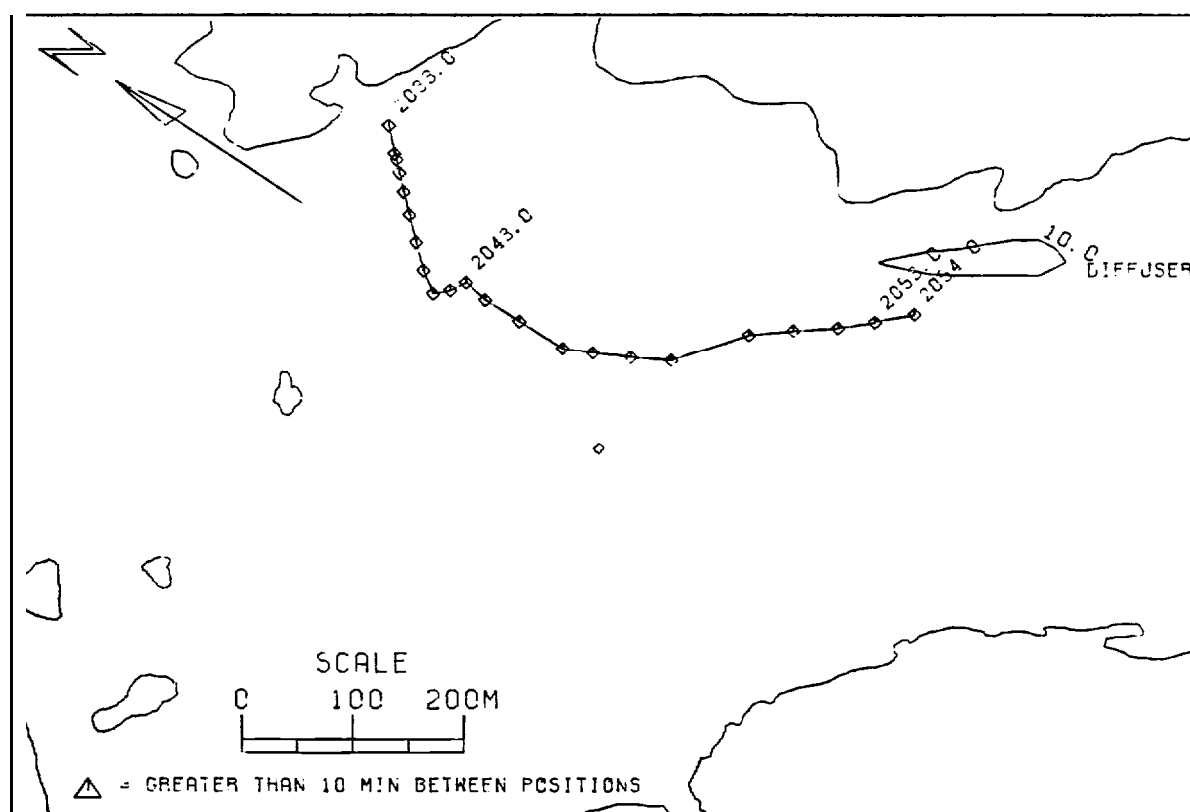 N
2033.0
2043.0
2053.0
2054.0
10.0
DIFFUSER
SCALE
0 100 200M
= GREATER THAN 10 MIN BETWEEN POSITIONS